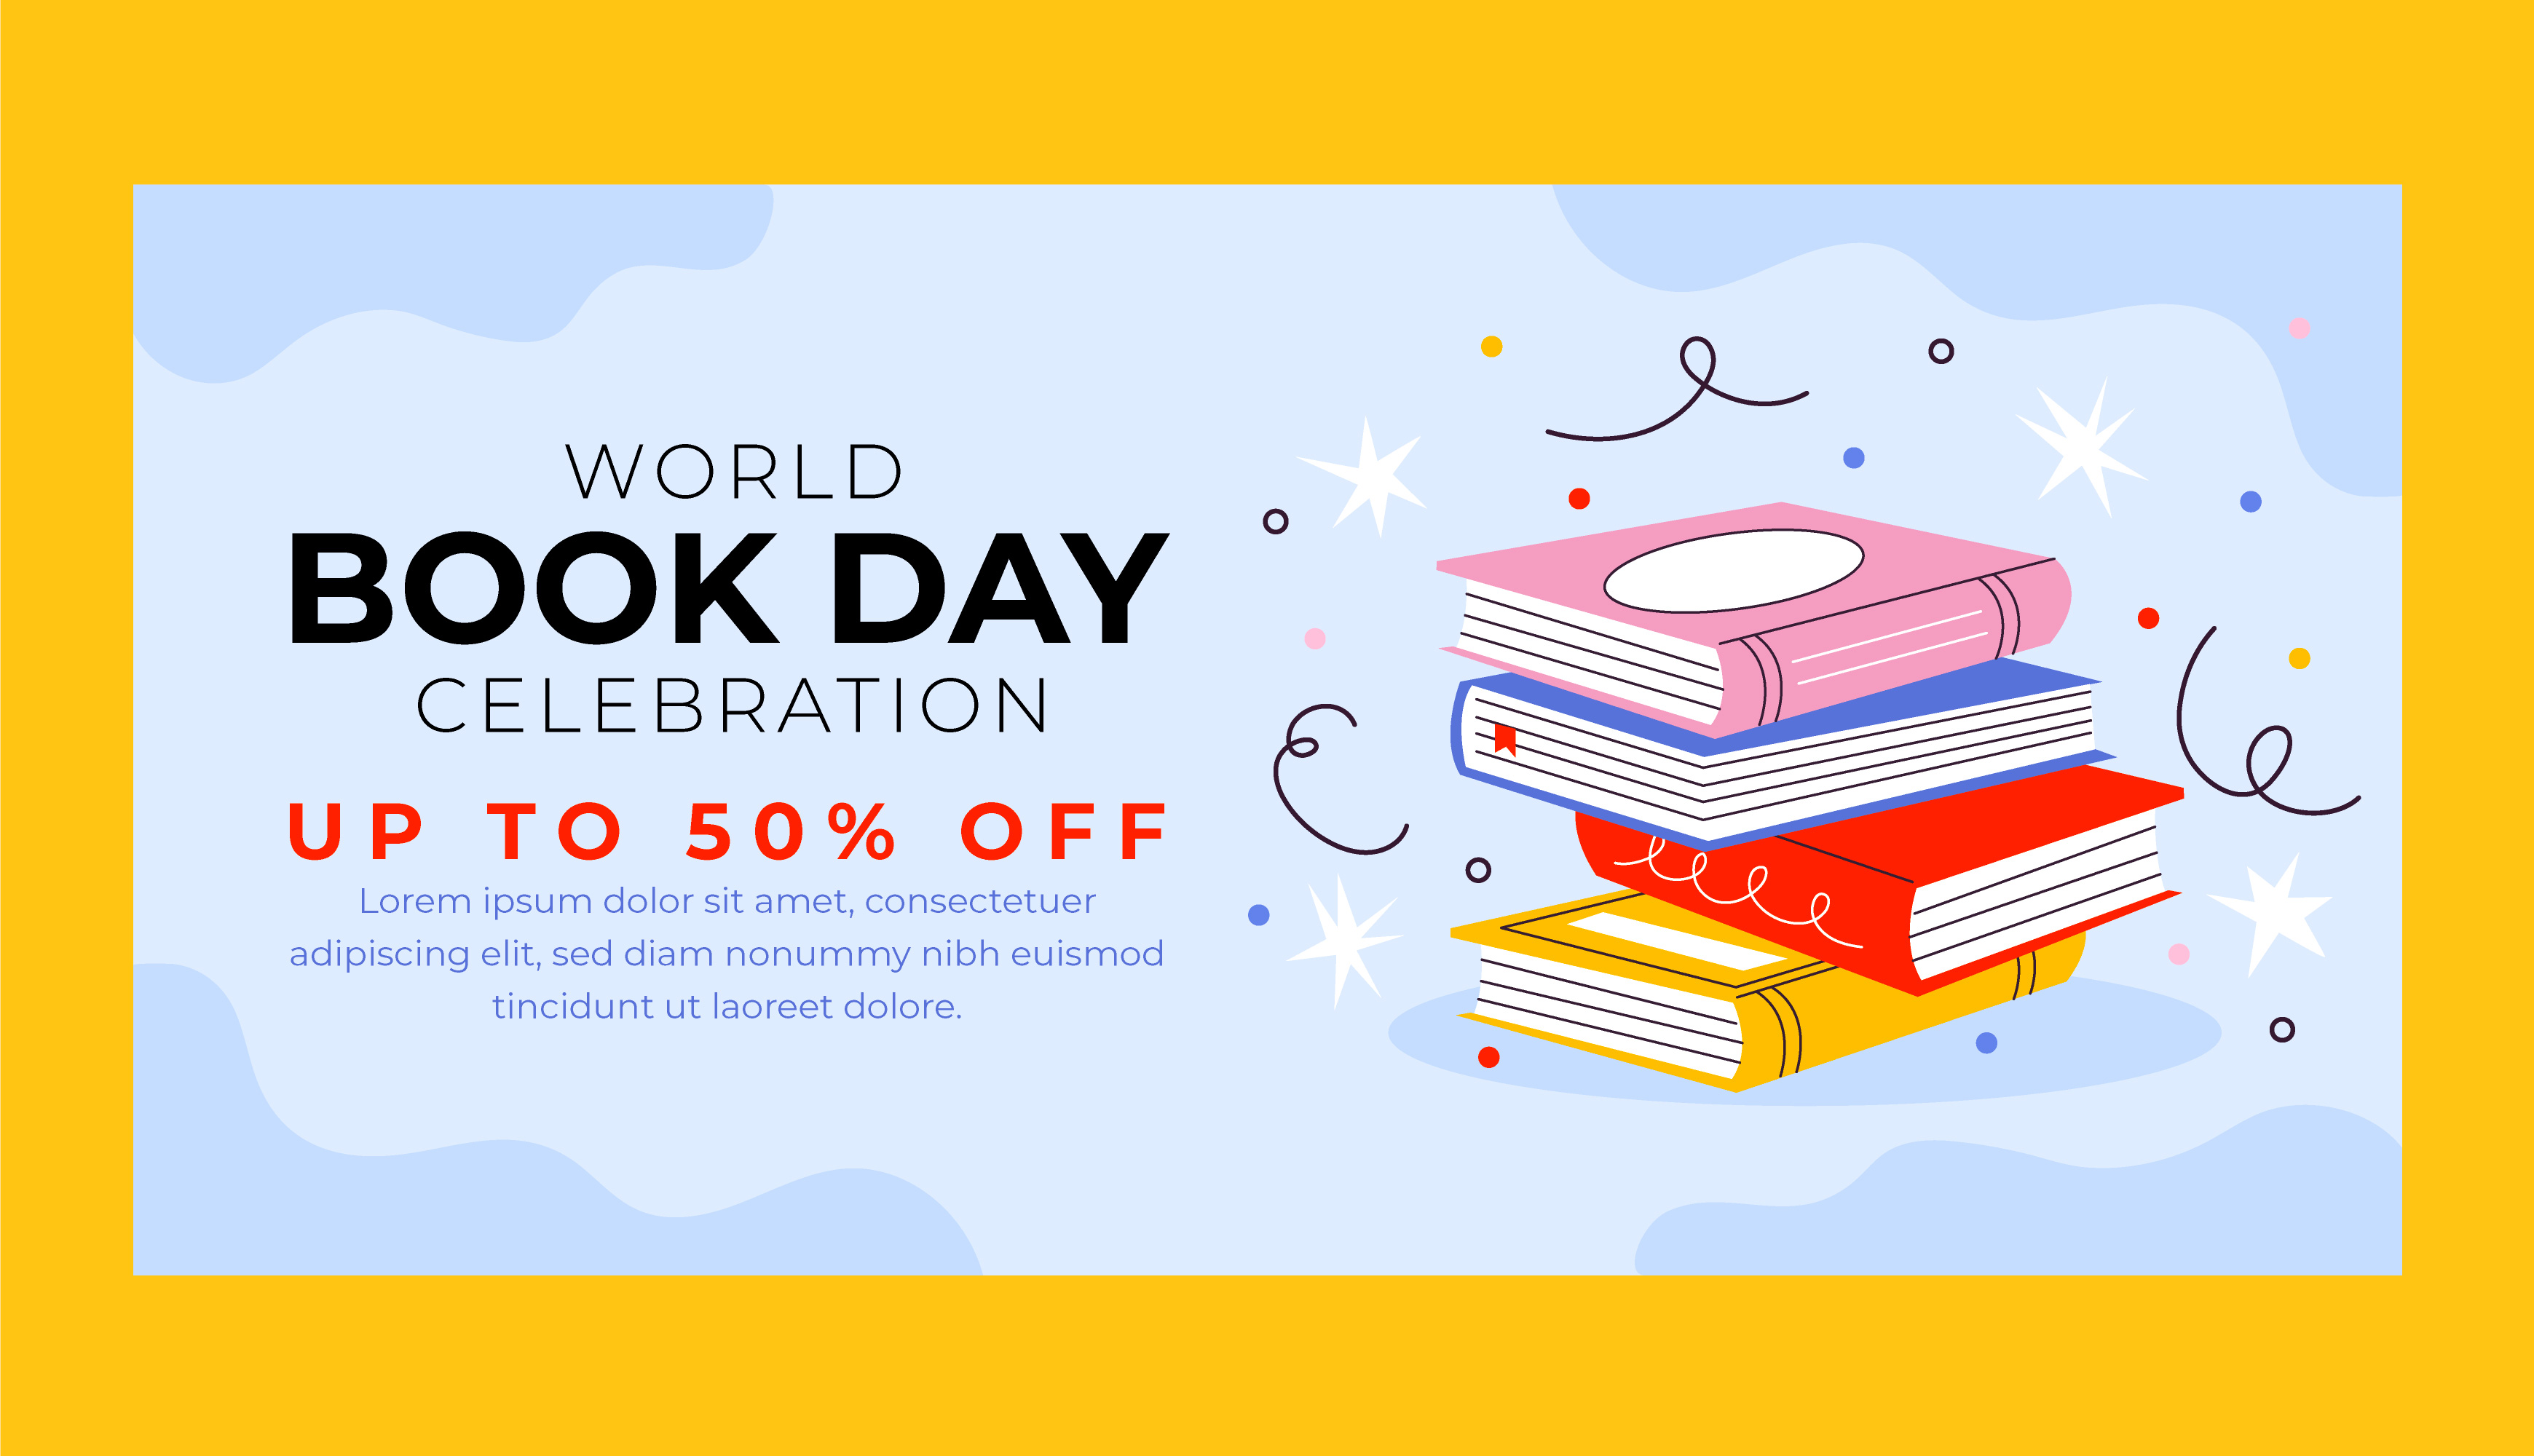 WORLD
BOOK DAY
CELEBRATION
UP TO 50% OFF
Lorem ipsum dolor sit amet, consectetuer
adipiscing elit, sed diam nonummy nibh euismod
tincidunt ut laoreet dolore.